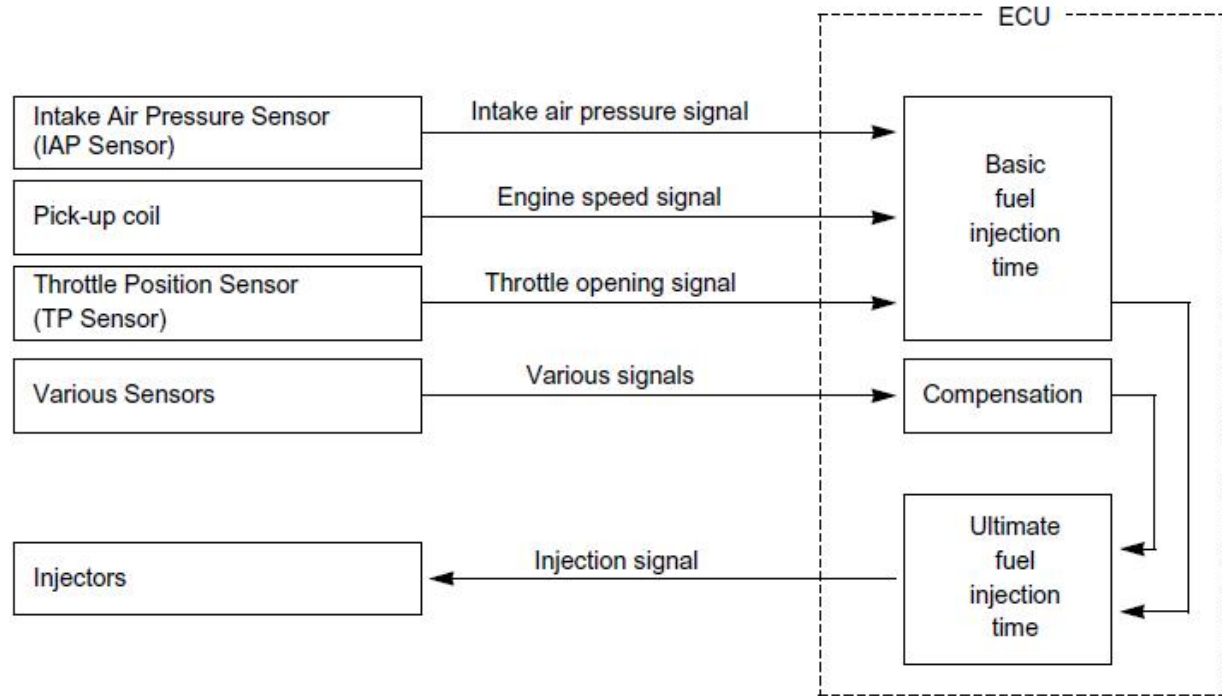 ECU
Intake Air Pressure Sensor
(IAP Sensor)
Intake air pressure signal
Basic
fuel
injection
time
Pick-up coil
Engine speed signal
Throttle Position Sensor
(TP Sensor)
Throttle opening signal
Various Sensors
Various signals
Compensation
Injectors
Injection signal
Ultimate
fuel
injection
time